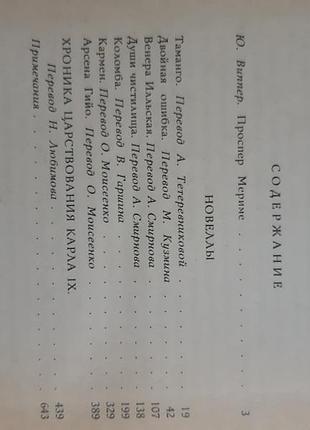 СОДЕРЖАНИЕ
Ю. Виппер. Проспер Мериме . . . . 3
НОВЕЛЛЫ
Таманго. Перевод А. Тетеревниковой . . . 19
Двойная ошибка. Перевод М. Кузмина . . . 42
Венера Илльская. Перевод А. Смирнова . . . 107
Души чистилища. Перевод А. Смирнова . . . 138
Коломба. Перевод В. Гаршина . . . . 199
Кармен. Перевод О. Моисеенко . . . . 329
Арсена Гийо. Перевод О. Моисеенко . . . 389
ХРОНИКА ЦАРСТВОВАНИЯ КАРЛА IX.
Перевод Н. Любимова . . . . . 439
Примечания . . . . . . . 643